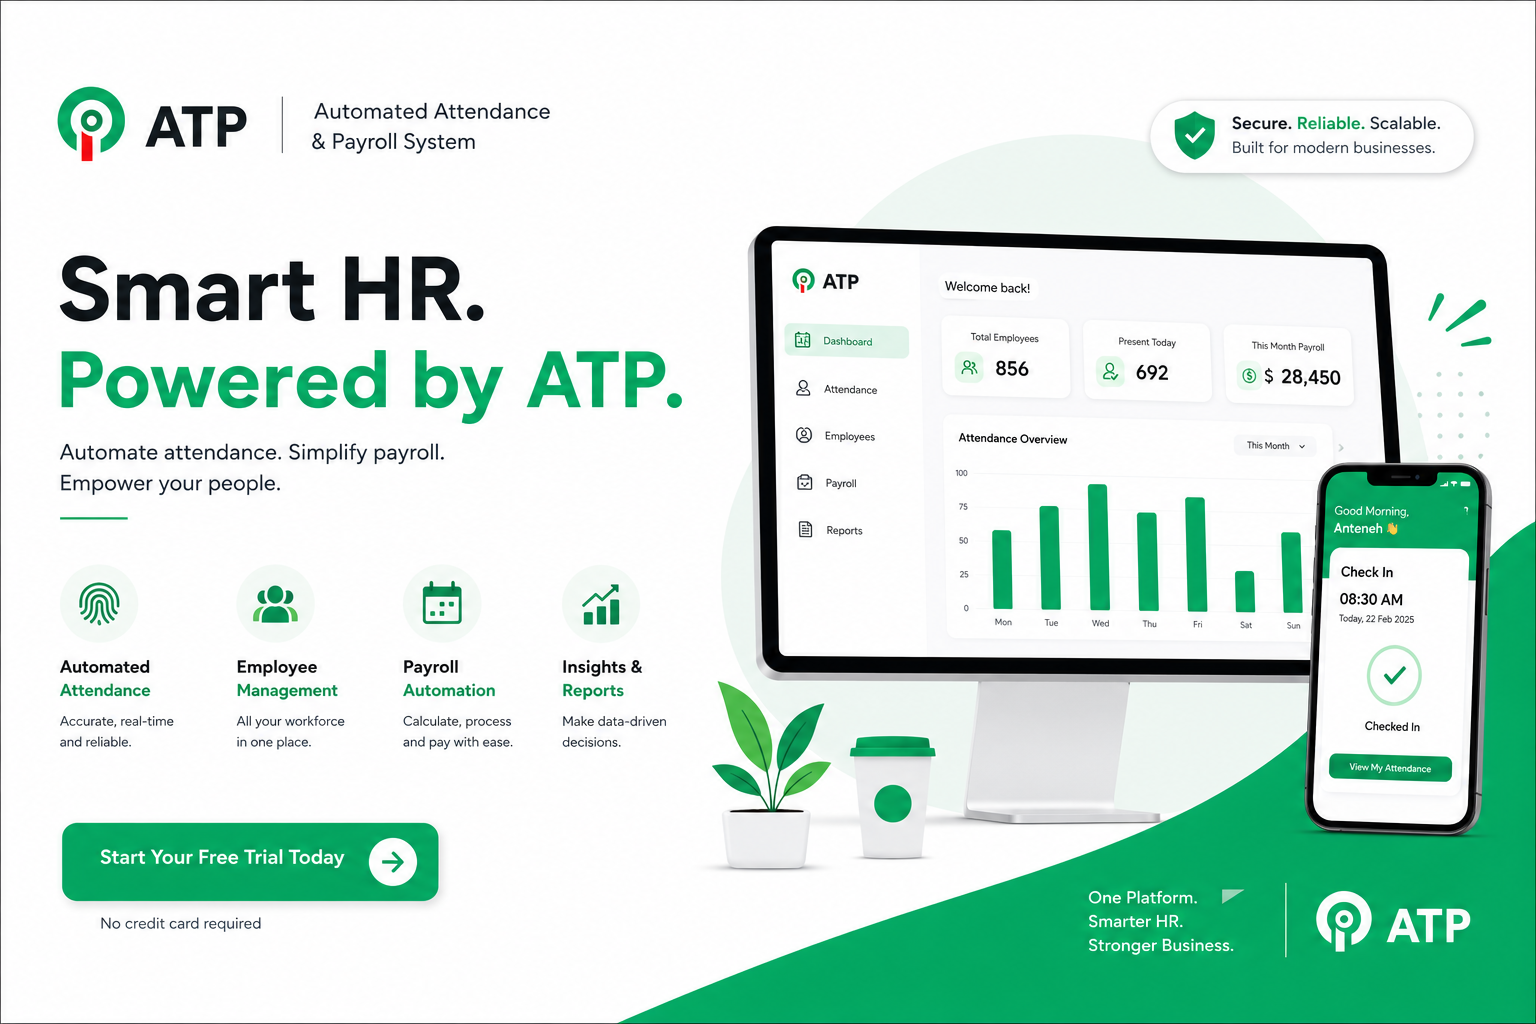 ATP
Automated Attendance
& Payroll System
Secure. Reliable. Scalable.
Built for modern businesses.
Smart HR.
Powered by ATP.
Automate attendance. Simplify payroll.
Empower your people.
Automated
Attendance
Accurate, real-time
and reliable.
Employee
Management
All your workforce
in one place.
Payroll
Automation
Calculate, process
and pay with ease.
Insights &
Reports
Make data-driven
decisions.
Start Your Free Trial Today
No credit card required
ATP
Dashboard
Attendance
Employees
Payroll
Reports
Welcome back!
Total Employees
856
Present Today
692
This Month Payroll
$ 28,450
Attendance Overview
This Month
100
75
50
25
0
Mon Tue Wed Thu Fri Sat Sun
Good Morning,
Anteneh 👋
Check In
08:30 AM
Today, 22 Feb 2025
Checked In
View My Attendance
One Platform.
Smarter HR.
Stronger Business.
ATP